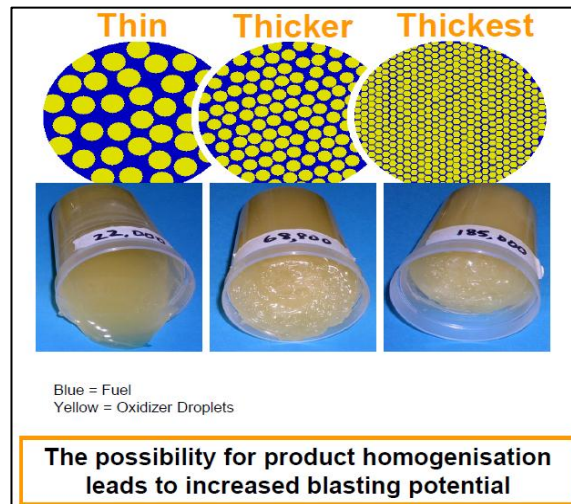 Thin Thicker Thickest
22,000 68,800 185,000
Blue = Fuel
Yellow = Oxidizer Droplets
The possibility for product homogenisation
leads to increased blasting potential